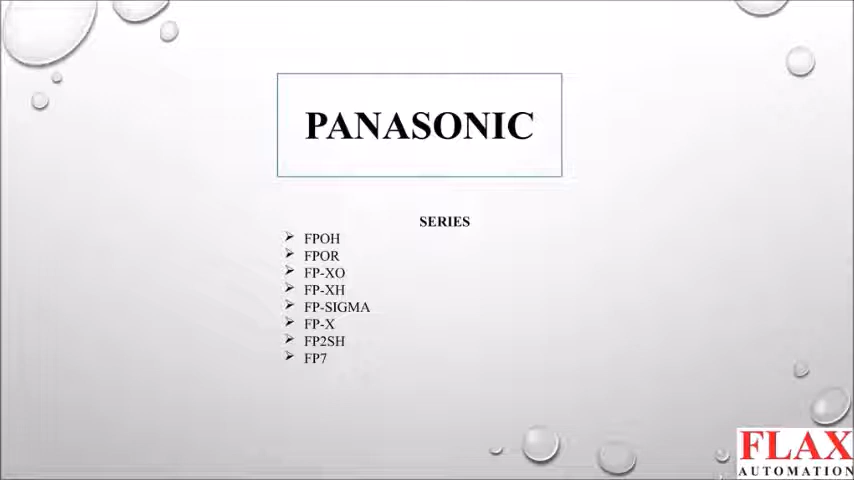 PANASONIC
SERIES
FPOH
FPOR
FP-XO
FP-XH
FP-SIGMA
FP-X
FP2SH
FP7
FLAX
AUTOMATION